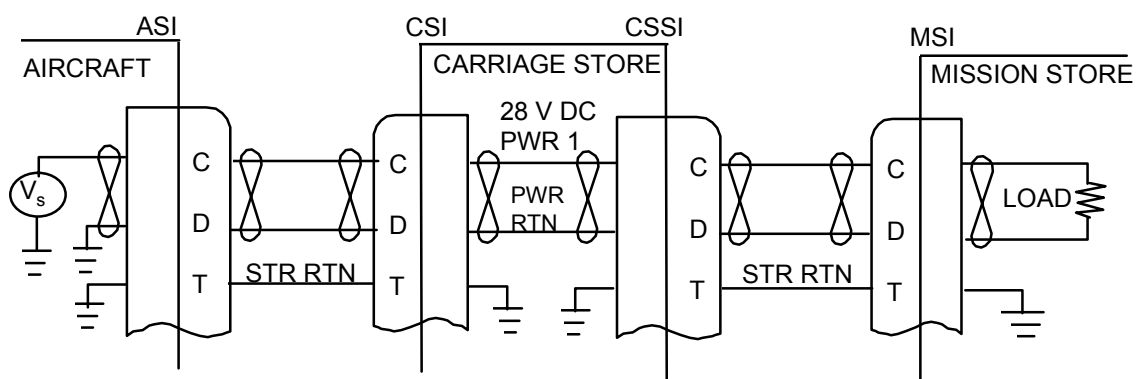 ASI
CSI
CSSI
MSI
AIRCRAFT
CARRIAGE STORE
MISSION STORE
28 V DC
PWR 1
C
C
C
C
Vs
PWR
RTN
LOAD
D
D
D
D
T
STR RTN
T
T
STR RTN
T